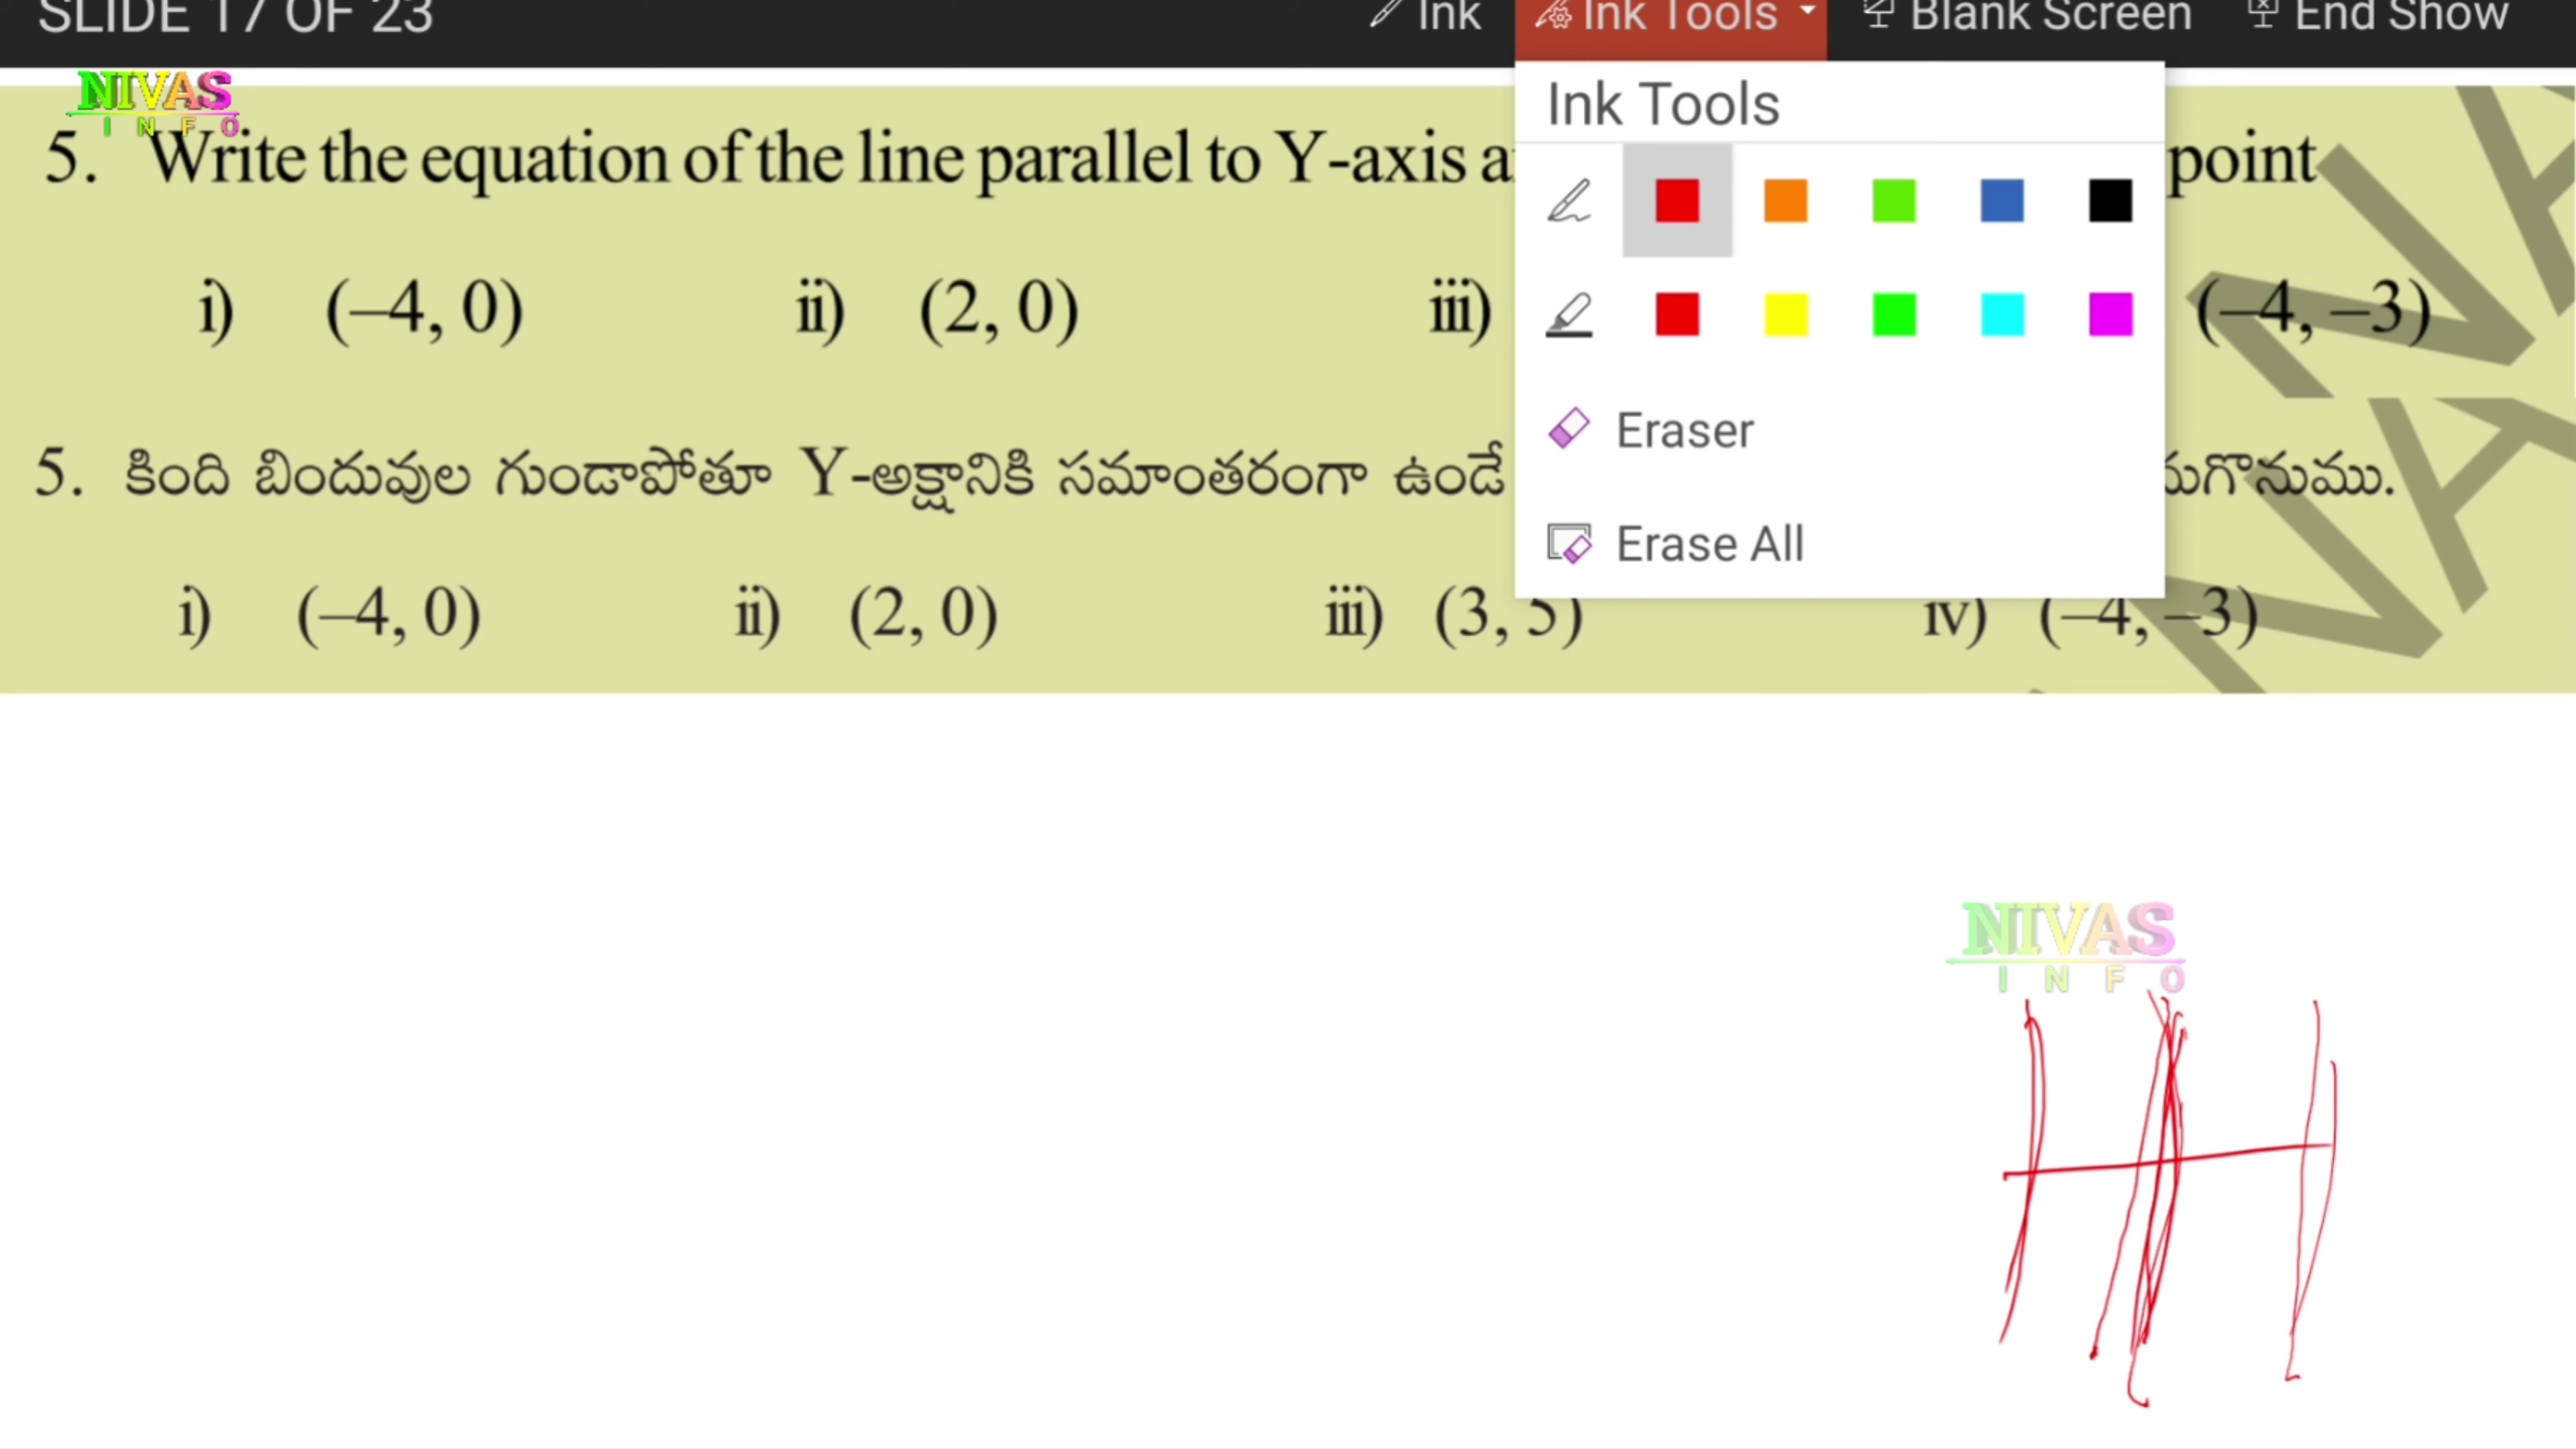 SLIDE 17 OF 23 Ink Ink Tools Blank Screen End Show
NIVAS
INFO
Ink Tools
5. Write the equation of the line parallel to Y-axis point
i) (–4, 0) ii) (2, 0) iii) (–4, –3)
Eraser
5. కింది బిందువుల గుండాపోతూ Y-అక్షానికి సమాంతరంగా ఉండే
Erase All
i) (–4, 0) ii) (2, 0) iii) (3, 5) iv) (–4, –3)
NIVAS
INFO